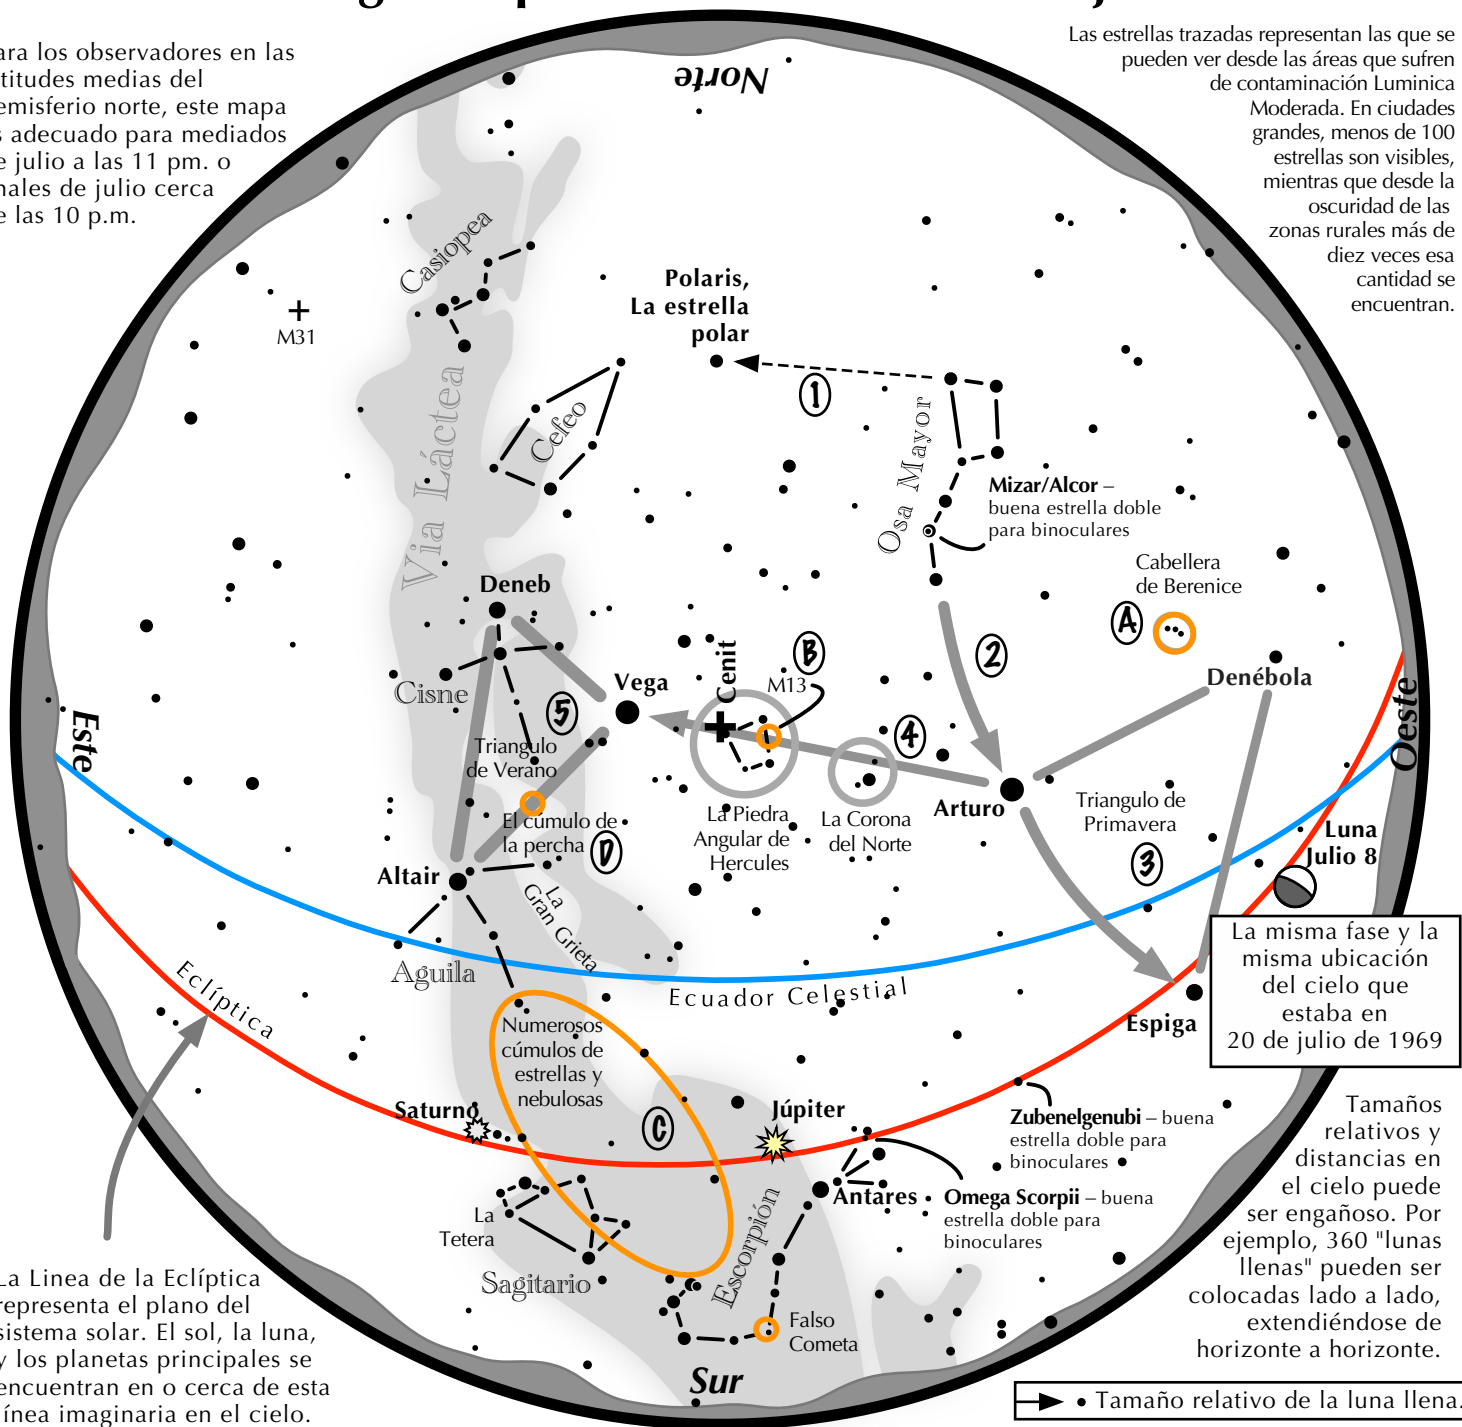 ara los observadores en las
titudes medias del
emisferio norte, este mapa
s adecuado para mediados
e julio a las 11 pm. o
nales de julio cerca
e las 10 p.m.
Las estrellas trazadas representan las que se
pueden ver desde las áreas que sufren
de contaminación Luminica
Moderada. En ciudades
grandes, menos de 100
estrellas son visibles,
mientras que desde la
oscuridad de las
zonas rurales más de
diez veces esa
cantidad se
encuentran.
Norte
Casiopea
M31
Polaris,
La estrella
polar
1
Via Láctea
Cefeo
Osa Mayor
Mizar/Alcor –
buena estrella doble
para binoculares
Cabellera
de Berenice
A
Deneb
Cisne
Vega
Cenit
B
M13
2
Denébola
Este
Oeste
5
Triangulo
de Verano
4
El cúmulo de
la percha
D
La Piedra
Angular de
Hercules
La Corona
del Norte
Arturo
Triangulo de
Primavera
3
Luna
Julio 8
Altair
La
Gran Grieta
Aguila
Ecuador Celestial
Eclíptica
La misma fase y la
misma ubicación
del cielo que
estaba en
20 de julio de 1969
Espiga
Numerosos
cúmulos de
estrellas y
nebulosas
C
Saturno
Júpiter
Zubenelgenubi – buena
estrella doble para
binoculares
Antares
Omega Scorpii – buena
estrella doble para
binoculares
La
Tetera
Sagitario
Escorpión
Falso
Cometa
Sur
Tamaños
relativos y
distancias en
el cielo puede
ser engañoso. Por
ejemplo, 360 "lunas
llenas" pueden ser
colocadas lado a lado,
extendiéndose de
horizonte a horizonte.
La Linea de la Eclíptica
representa el plano del
sistema solar. El sol, la luna,
y los planetas principales se
encuentran en o cerca de esta
línea imaginaria en el cielo.
Tamaño relativo de la luna llena.